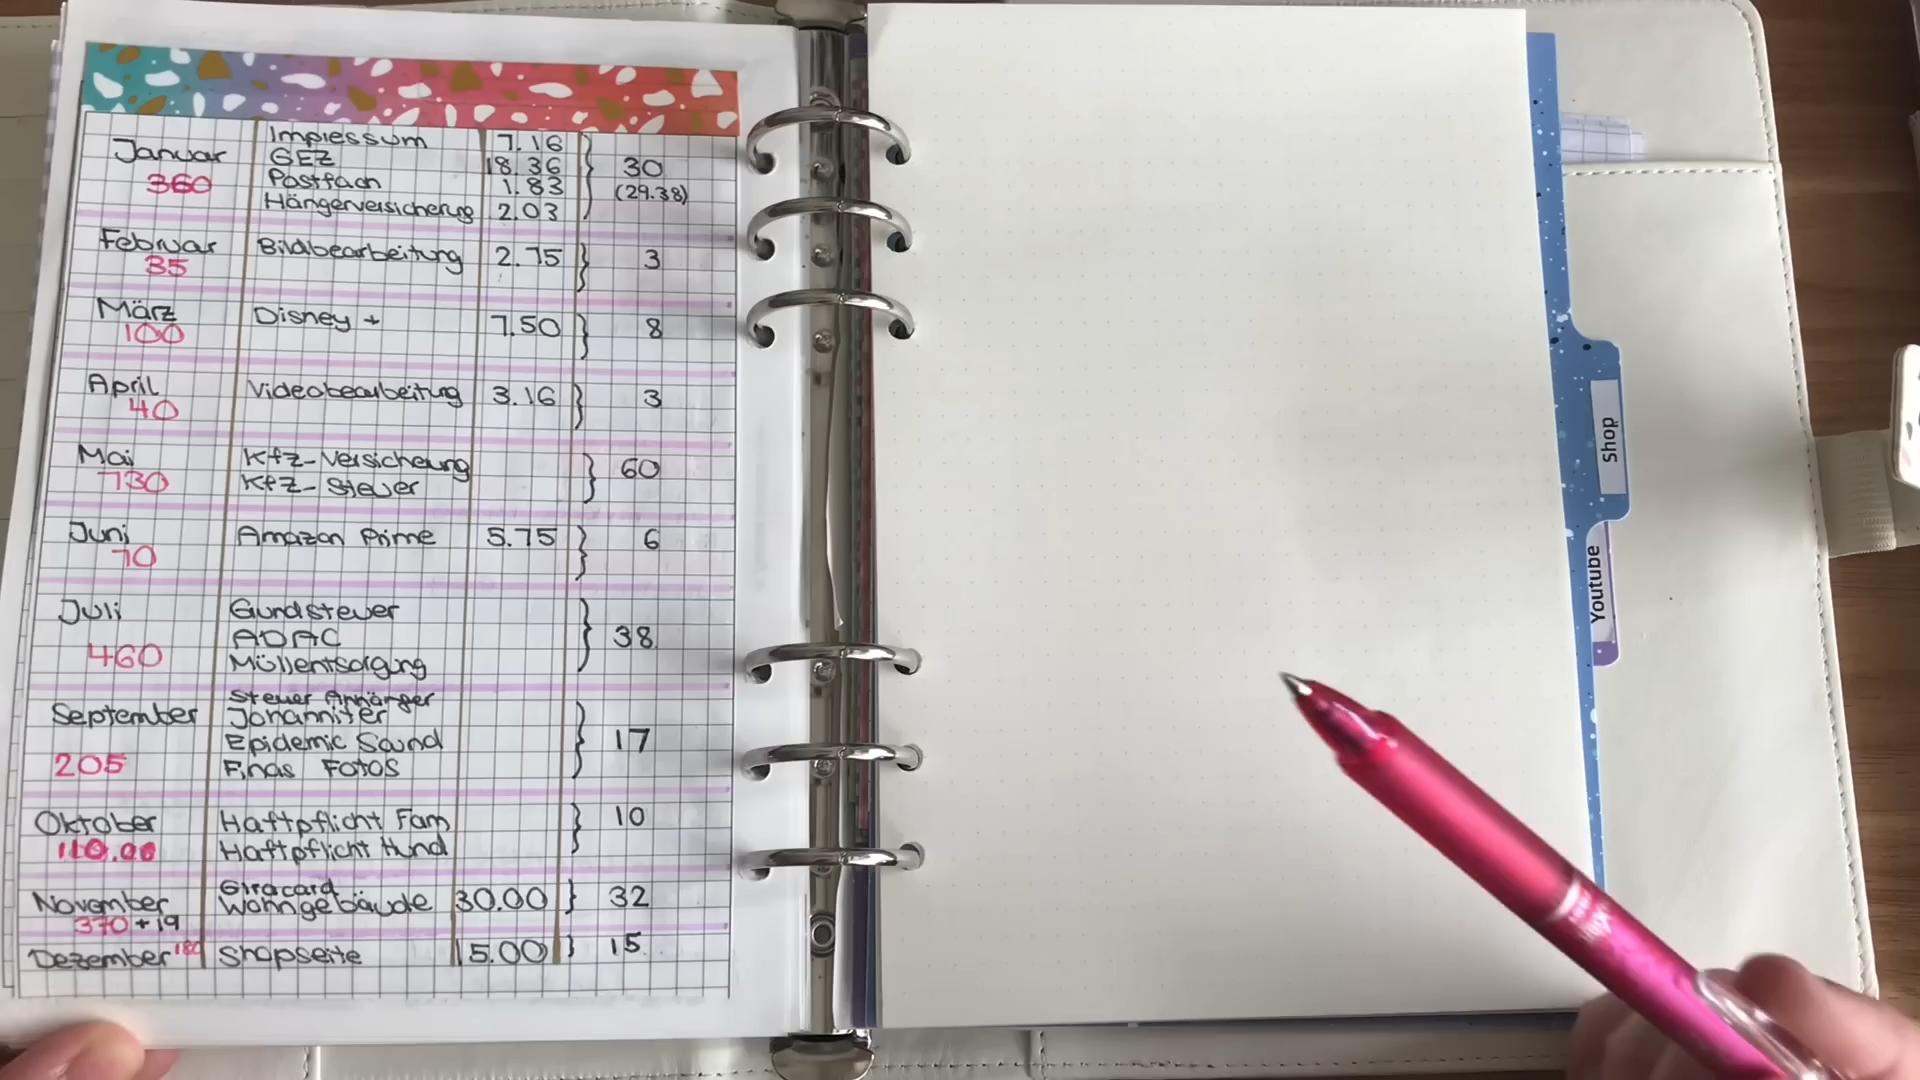 Januar
360
Impressum 7.16
GEZ 18.36
Postfach 1.83
Hängerversicherung 2.03
} 30
(29.38)
Februar
35
Bildbearbeitung 2.75 } 3
März
100
Disney + 7.50 } 8
April
40
Videobearbeitung 3.16 } 3
Mai
730
Kfz-Versicherung
Kfz-Steuer
} 60
Juni
70
Amazon Prime 5.75 } 6
Juli
460
Gundsteuer
ADAC
Müllentsorgung
} 38
September
205
Steuer Anhänger
Johanniter
Epidemic Sound
Finas Fotos
} 17
Oktober
110.00
Haftpflicht Fam
Haftpflicht Hund
} 10
November
370 + 19
Giracard
Wohngebäude 30.00 } 32
Dezember 180
Shopseite 15.00 } 15
Shop
Youtube